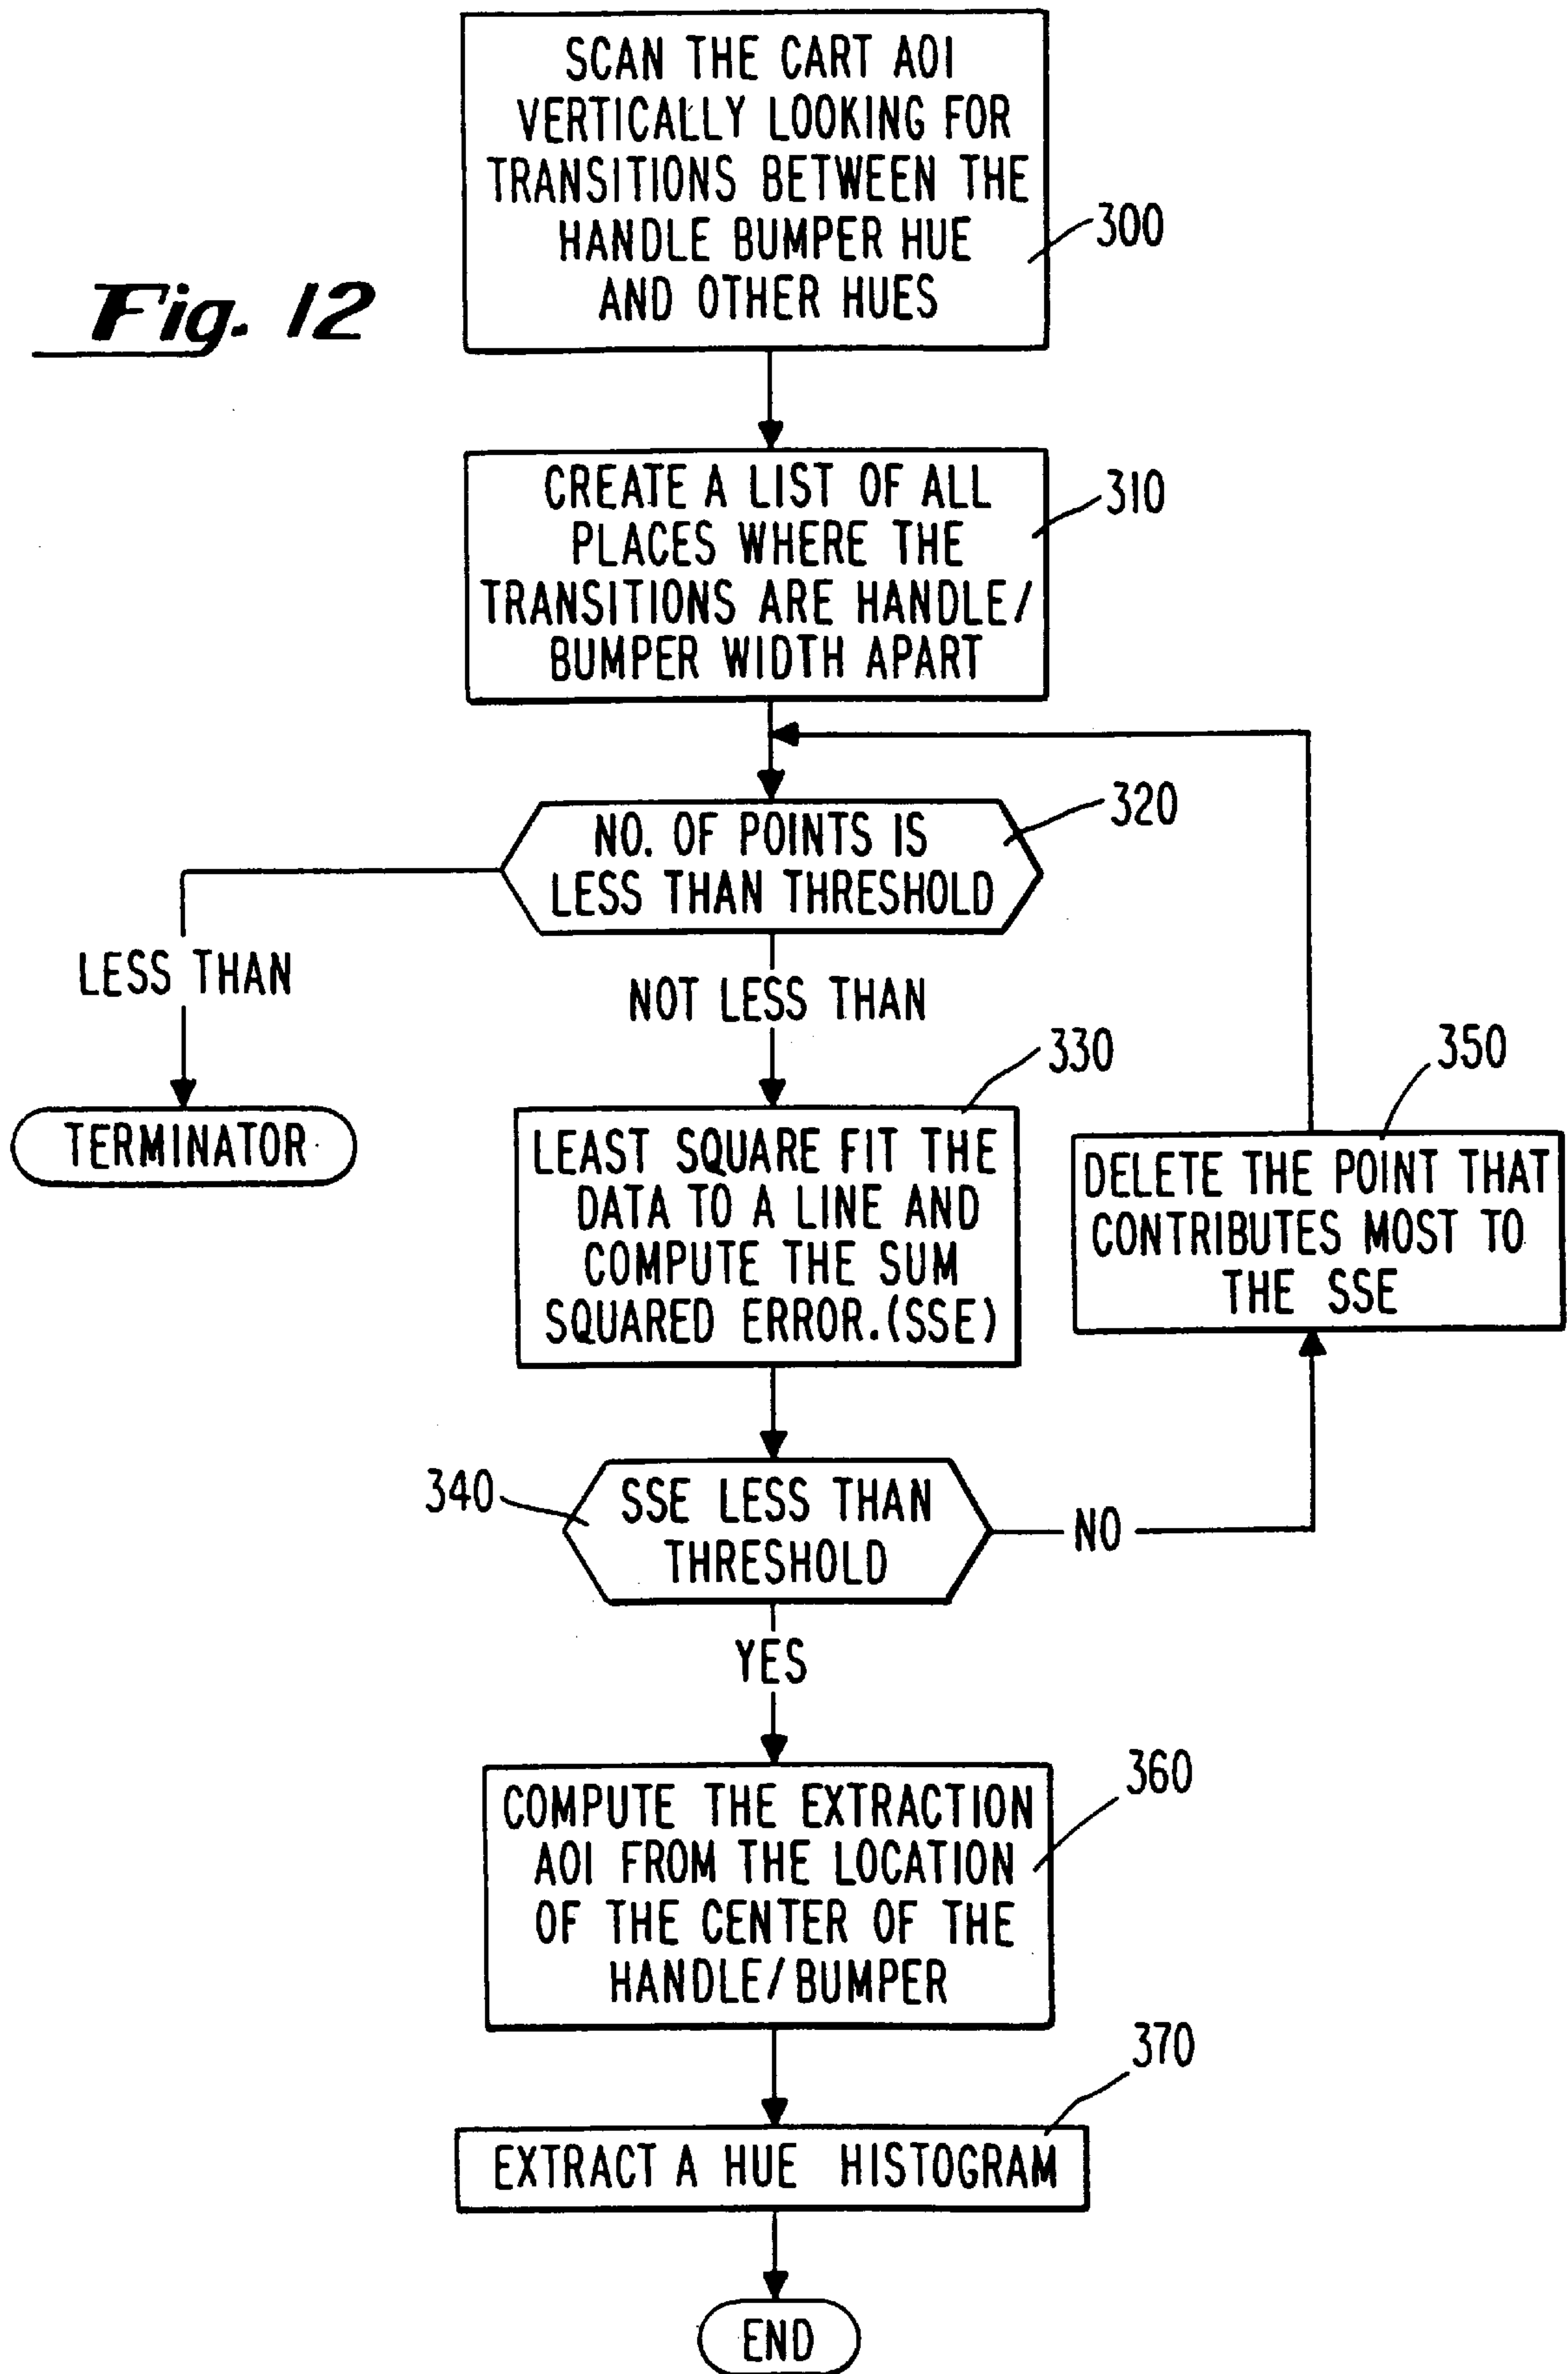 Fig. 12
SCAN THE CART AOI
VERTICALLY LOOKING FOR
TRANSITIONS BETWEEN THE
HANDLE BUMPER HUE
AND OTHER HUES
300
CREATE A LIST OF ALL
PLACES WHERE THE
TRANSITIONS ARE HANDLE/
BUMPER WIDTH APART
310
NO. OF POINTS IS
LESS THAN THRESHOLD
320
LESS THAN
NOT LESS THAN
TERMINATOR
330
LEAST SQUARE FIT THE
DATA TO A LINE AND
COMPUTE THE SUM
SQUARED ERROR.(SSE)
350
DELETE THE POINT THAT
CONTRIBUTES MOST TO
THE SSE
340
SSE LESS THAN
THRESHOLD
NO
YES
COMPUTE THE EXTRACTION
AOI FROM THE LOCATION
OF THE CENTER OF THE
HANDLE/BUMPER
360
370
EXTRACT A HUE HISTOGRAM
END